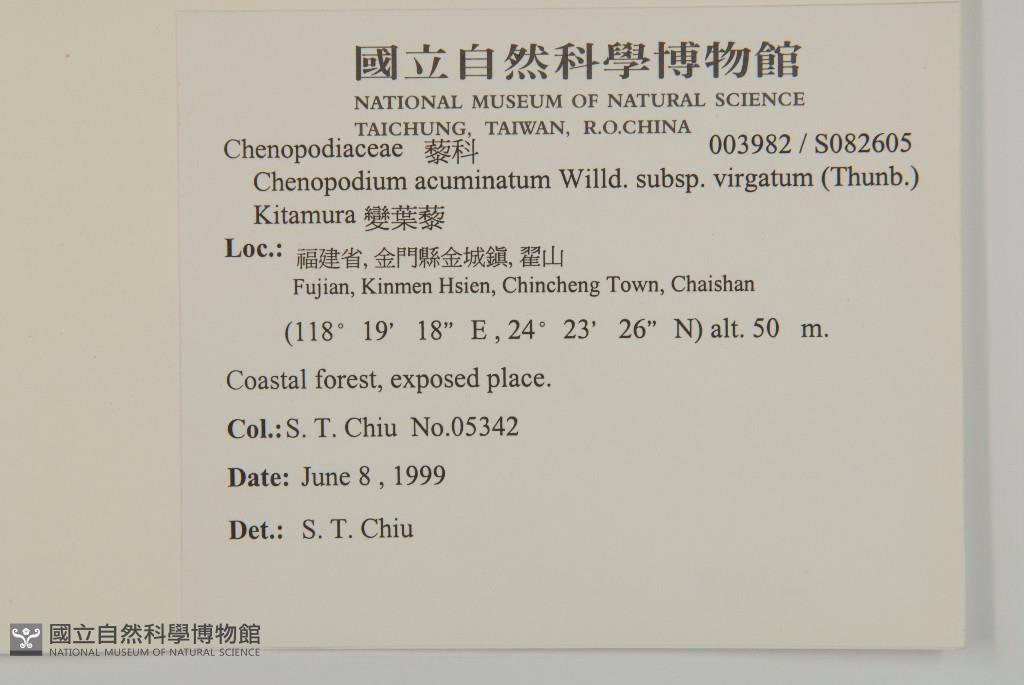 國立自然科學博物館
NATIONAL MUSEUM OF NATURAL SCIENCE
TAICHUNG, TAIWAN, R.O.CHINA
Chenopodiaceae 藜科 003982 / S082605
Chenopodium acuminatum Willd. subsp. virgatum (Thunb.)
Kitamura 變葉藜
Loc.: 福建省, 金門縣金城鎮, 翟山
Fujian, Kinmen Hsien, Chincheng Town, Chaishan
(118° 19’ 18” E , 24° 23’ 26” N) alt. 50 m.
Coastal forest, exposed place.
Col.: S. T. Chiu No.05342
Date: June 8 , 1999
Det.: S. T. Chiu
國立自然科學博物館
NATIONAL MUSEUM OF NATURAL SCIENCE